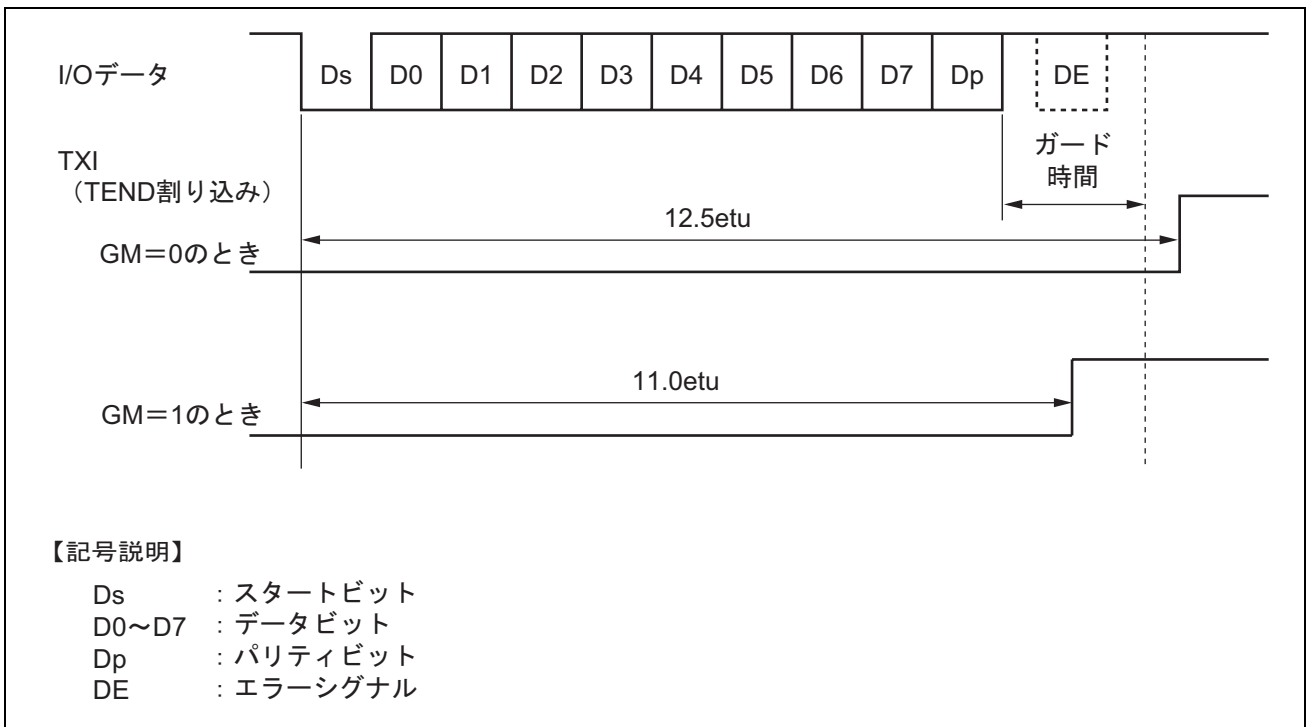 I/Oデータ
Ds D0 D1 D2 D3 D4 D5 D6 D7 Dp DE
ガード
時間
TXI
（TEND割り込み）
12.5etu
GM＝0のとき
11.0etu
GM＝1のとき
【記号説明】
Ds : スタートビット
D0～D7 : データビット
Dp : パリティビット
DE : エラーシグナル